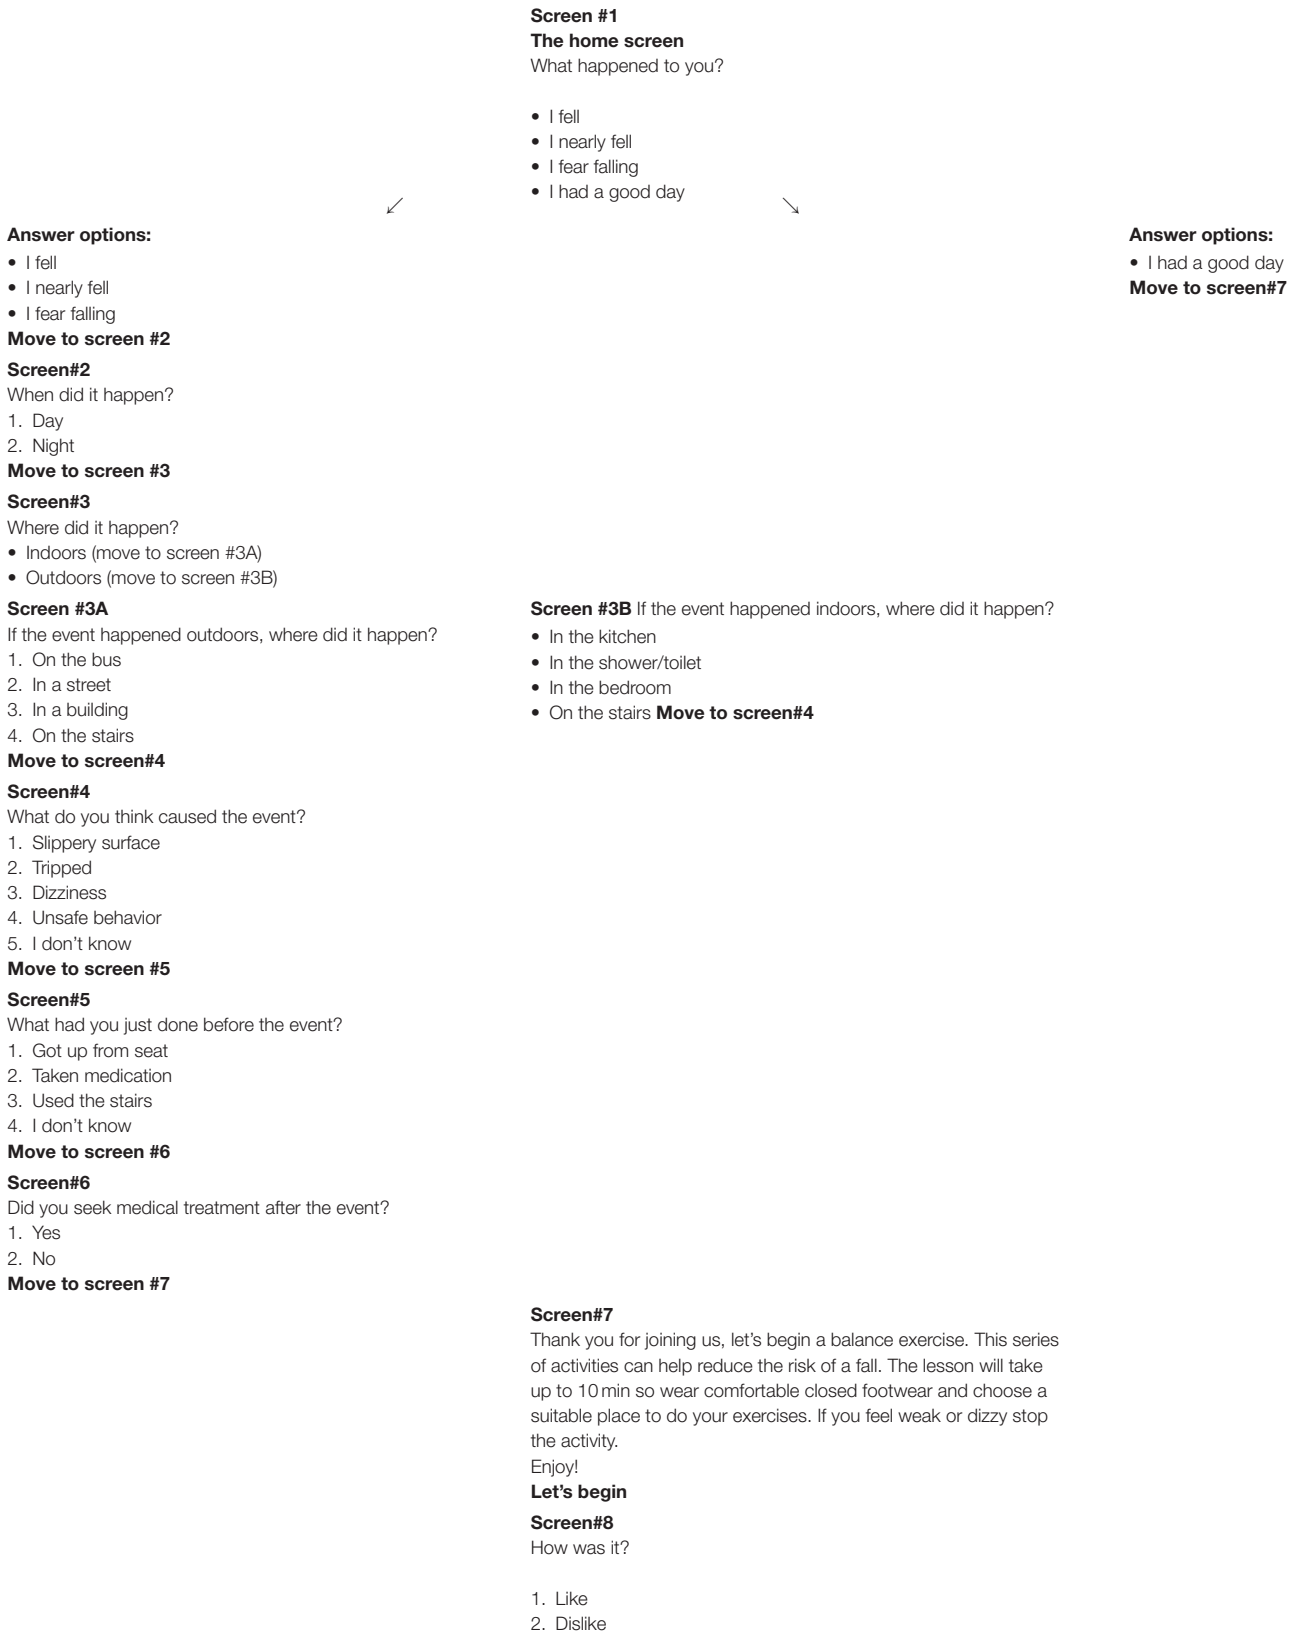 Screen #1
The home screen
What happened to you?
• I fell
• I nearly fell
• I fear falling
• I had a good day
↙ ↘
Answer options:
• I fell
• I nearly fell
• I fear falling
Move to screen #2
Answer options:
• I had a good day
Move to screen#7
Screen#2
When did it happen?
1. Day
2. Night
Move to screen #3
Screen#3
Where did it happen?
• Indoors (move to screen #3A)
• Outdoors (move to screen #3B)
Screen #3A
If the event happened outdoors, where did it happen?
1. On the bus
2. In a street
3. In a building
4. On the stairs
Move to screen#4
Screen #3B If the event happened indoors, where did it happen?
• In the kitchen
• In the shower/toilet
• In the bedroom
• On the stairs Move to screen#4
Screen#4
What do you think caused the event?
1. Slippery surface
2. Tripped
3. Dizziness
4. Unsafe behavior
5. I don't know
Move to screen #5
Screen#5
What had you just done before the event?
1. Got up from seat
2. Taken medication
3. Used the stairs
4. I don't know
Move to screen #6
Screen#6
Did you seek medical treatment after the event?
1. Yes
2. No
Move to screen #7
Screen#7
Thank you for joining us, let's begin a balance exercise. This series
of activities can help reduce the risk of a fall. The lesson will take
up to 10 min so wear comfortable closed footwear and choose a
suitable place to do your exercises. If you feel weak or dizzy stop
the activity.
Enjoy!
Let's begin
Screen#8
How was it?
1. Like
2. Dislike